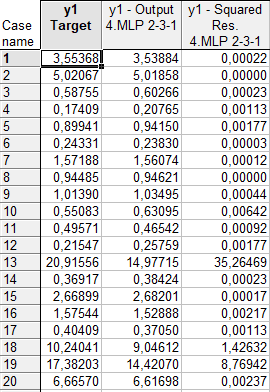 Case name y1 Target y1 - Output 4.MLP 2-3-1 y1 - Squared Res. 4.MLP 2-3-1
1 3,55368 3,53884 0,00022
2 5,02067 5,01858 0,00000
3 0,58755 0,60266 0,00023
4 0,17409 0,20765 0,00113
5 0,89941 0,94150 0,00177
6 0,24331 0,23830 0,00003
7 1,57188 1,56074 0,00012
8 0,94485 0,94621 0,00000
9 1,01390 1,03495 0,00044
10 0,55083 0,63095 0,00642
11 0,49571 0,46542 0,00092
12 0,21547 0,25759 0,00177
13 20,91556 14,97715 35,26469
14 0,36917 0,38424 0,00023
15 2,66899 2,68201 0,00017
16 1,57544 1,52888 0,00217
17 0,40409 0,37050 0,00113
18 10,24041 9,04612 1,42632
19 17,38203 14,42070 8,76942
20 6,66570 6,61698 0,00237